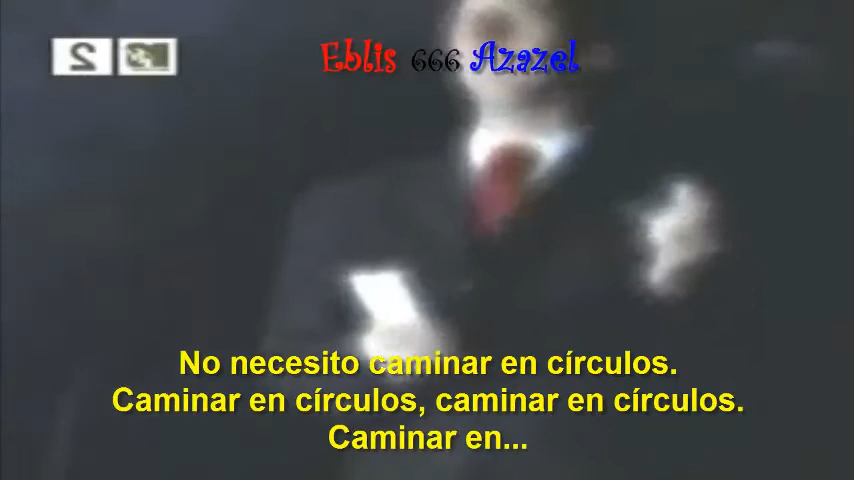 Eblis 666 Azazel
No necesito caminar en círculos.
Caminar en círculos, caminar en círculos.
Caminar en...